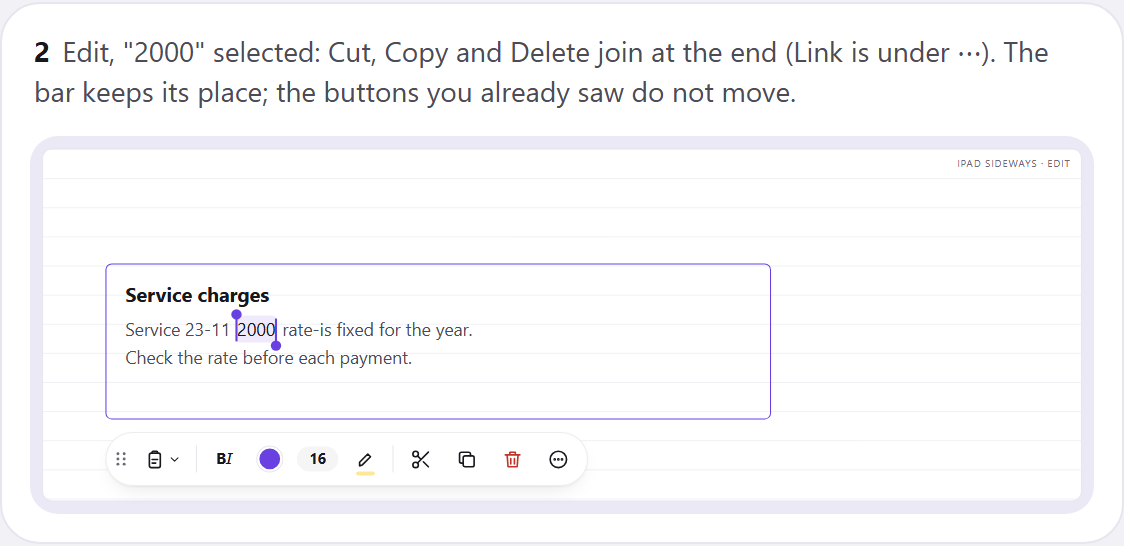 2 Edit, "2000" selected: Cut, Copy and Delete join at the end (Link is under ···). The
bar keeps its place; the buttons you already saw do not move.
IPAD SIDEWAYS · EDIT
Service charges
Service 23-11 2000 rate-is fixed for the year.
Check the rate before each payment.
BI 16